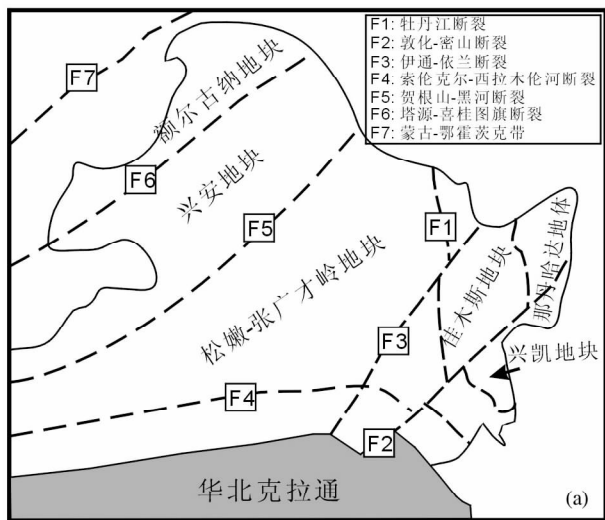 F1: 牡丹江断裂
F2: 敦化-密山断裂
F3: 伊通-依兰断裂
F4: 索伦克尔-西拉木伦河断裂
F5: 贺根山-黑河断裂
F6: 塔源-喜桂图旗断裂
F7: 蒙古-鄂霍茨克带
F7
额尔古纳地块
F6
兴安地块
F5
F1
那丹哈达地体
佳木斯地块
松嫩-张广才岭地块
F3
兴凯地块
F4
F2
华北克拉通
(a)